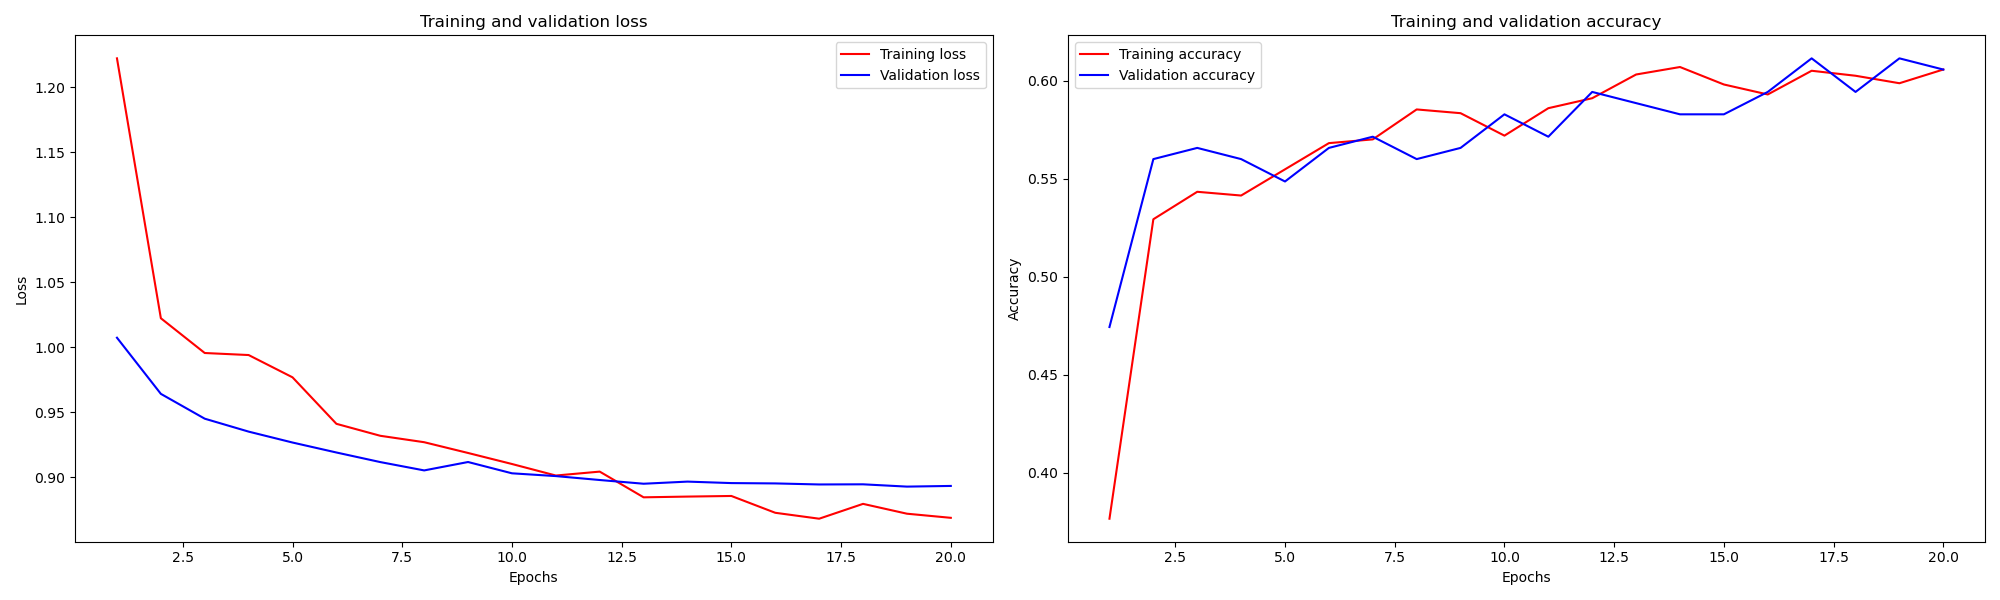 Training and validation loss
Training loss
Validation loss
1.20
1.15
1.10
1.05
1.00
0.95
0.90
Loss
2.5 5.0 7.5 10.0 12.5 15.0 17.5 20.0
Epochs
Training and validation accuracy
Training accuracy
Validation accuracy
0.60
0.55
0.50
0.45
0.40
Accuracy
2.5 5.0 7.5 10.0 12.5 15.0 17.5 20.0
Epochs